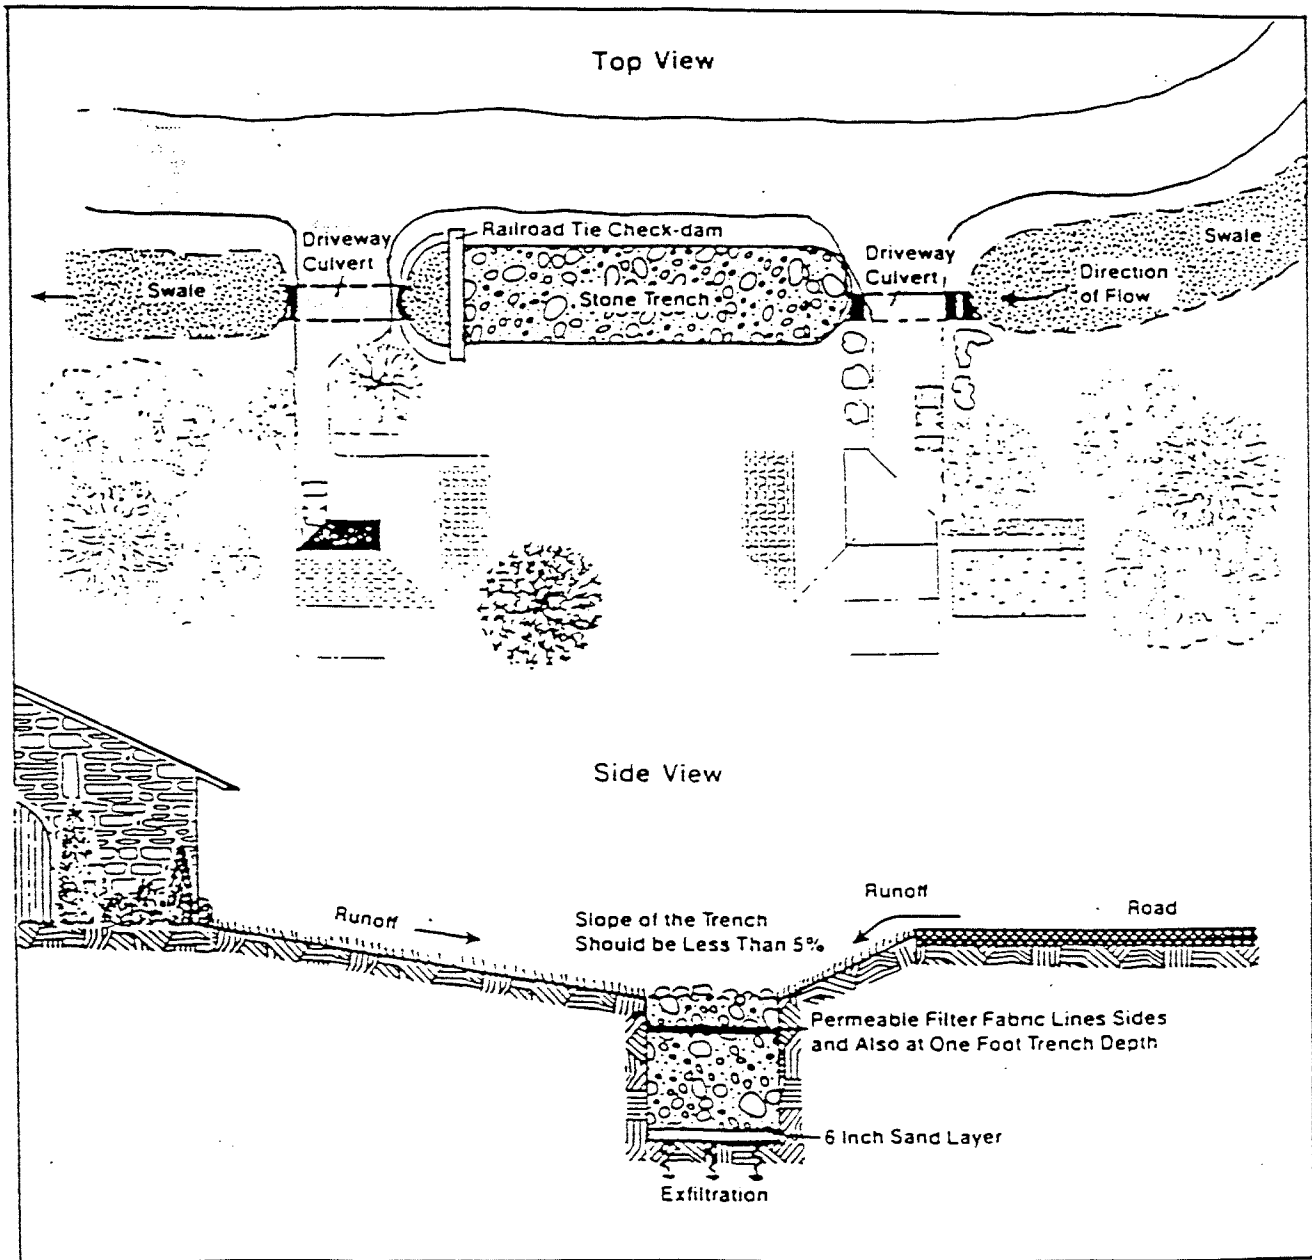 Top View
Railroad Tie Check-dam
Driveway
Culvert
Driveway
Culvert
Swale
Swale
Stone Trench
Direction
of Flow
Side View
Runoff
Slope of the Trench
Should be Less Than 5%
Runoff
Road
Permeable Filter Fabric Lines Sides
and Also at One Foot Trench Depth
6 Inch Sand Layer
Exfiltration